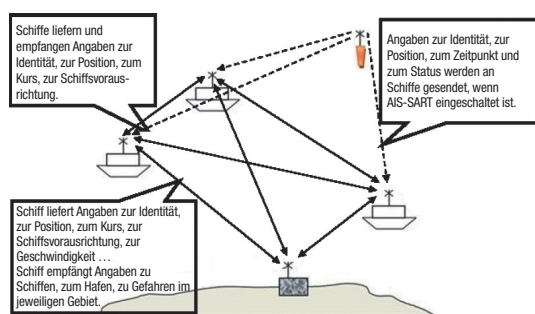 Schiffe liefern und
empfangen Angaben zur
Identität, zur Position, zum
Kurs, zur Schiffsvoraus-
richtung.
Angaben zur Identität, zur
Position, zum Zeitpunkt und
zum Status werden an
Schiffe gesendet, wenn
AIS-SART eingeschaltet ist.
Schiff liefert Angaben zur Identität,
zur Position, zum Kurs, zur
Schiffsvorausrichtung, zur
Geschwindigkeit …
Schiff empfängt Angaben zu
Schiffen, zum Hafen, zu Gefahren im
jeweiligen Gebiet.